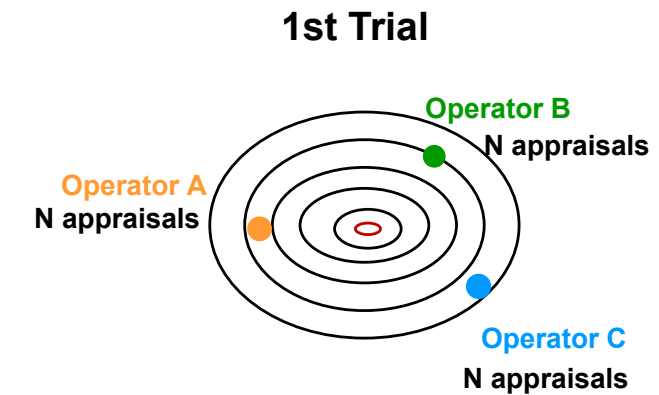 1st Trial
Operator B
N appraisals
Operator A
N appraisals
Operator C
N appraisals